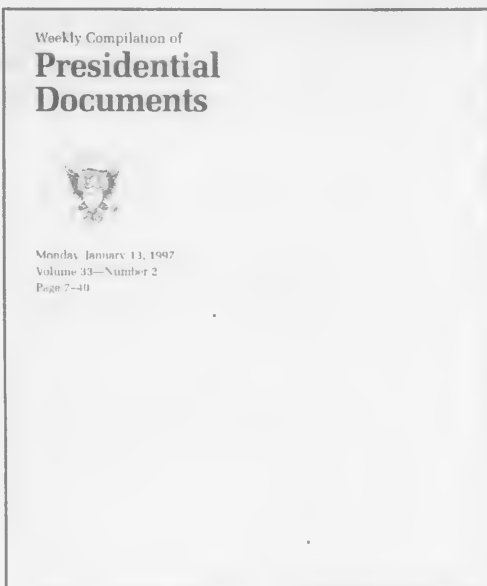 Weekly Compilation of
Presidential
Documents
Monday, January 13, 1997
Volume 33—Number 2
Page 7–40